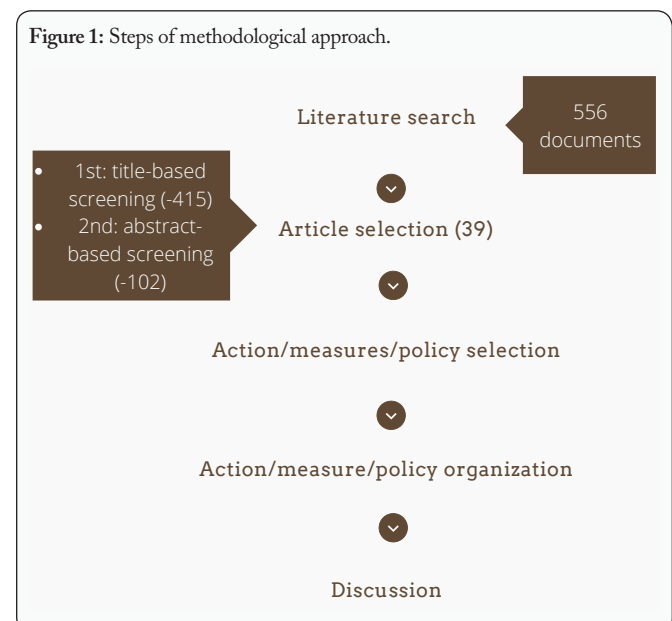 Figure 1: Steps of methodological approach.
Literature search
556
documents
• 1st: title-based
screening (-415)
• 2nd: abstract-
based screening
(-102)
Article selection (39)
Action/measures/policy selection
Action/measure/policy organization
Discussion